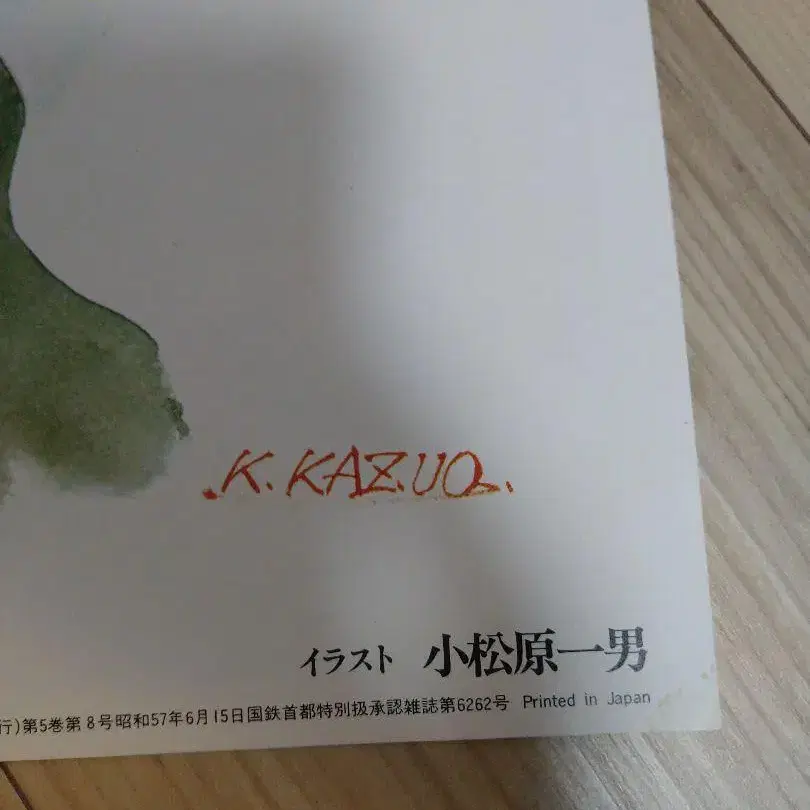 .K. KAZUO.
イラスト 小松原一男
行)第5巻第8号昭和57年6月15日国鉄首都特別扱承認雑誌第6262号 Printed in Japan